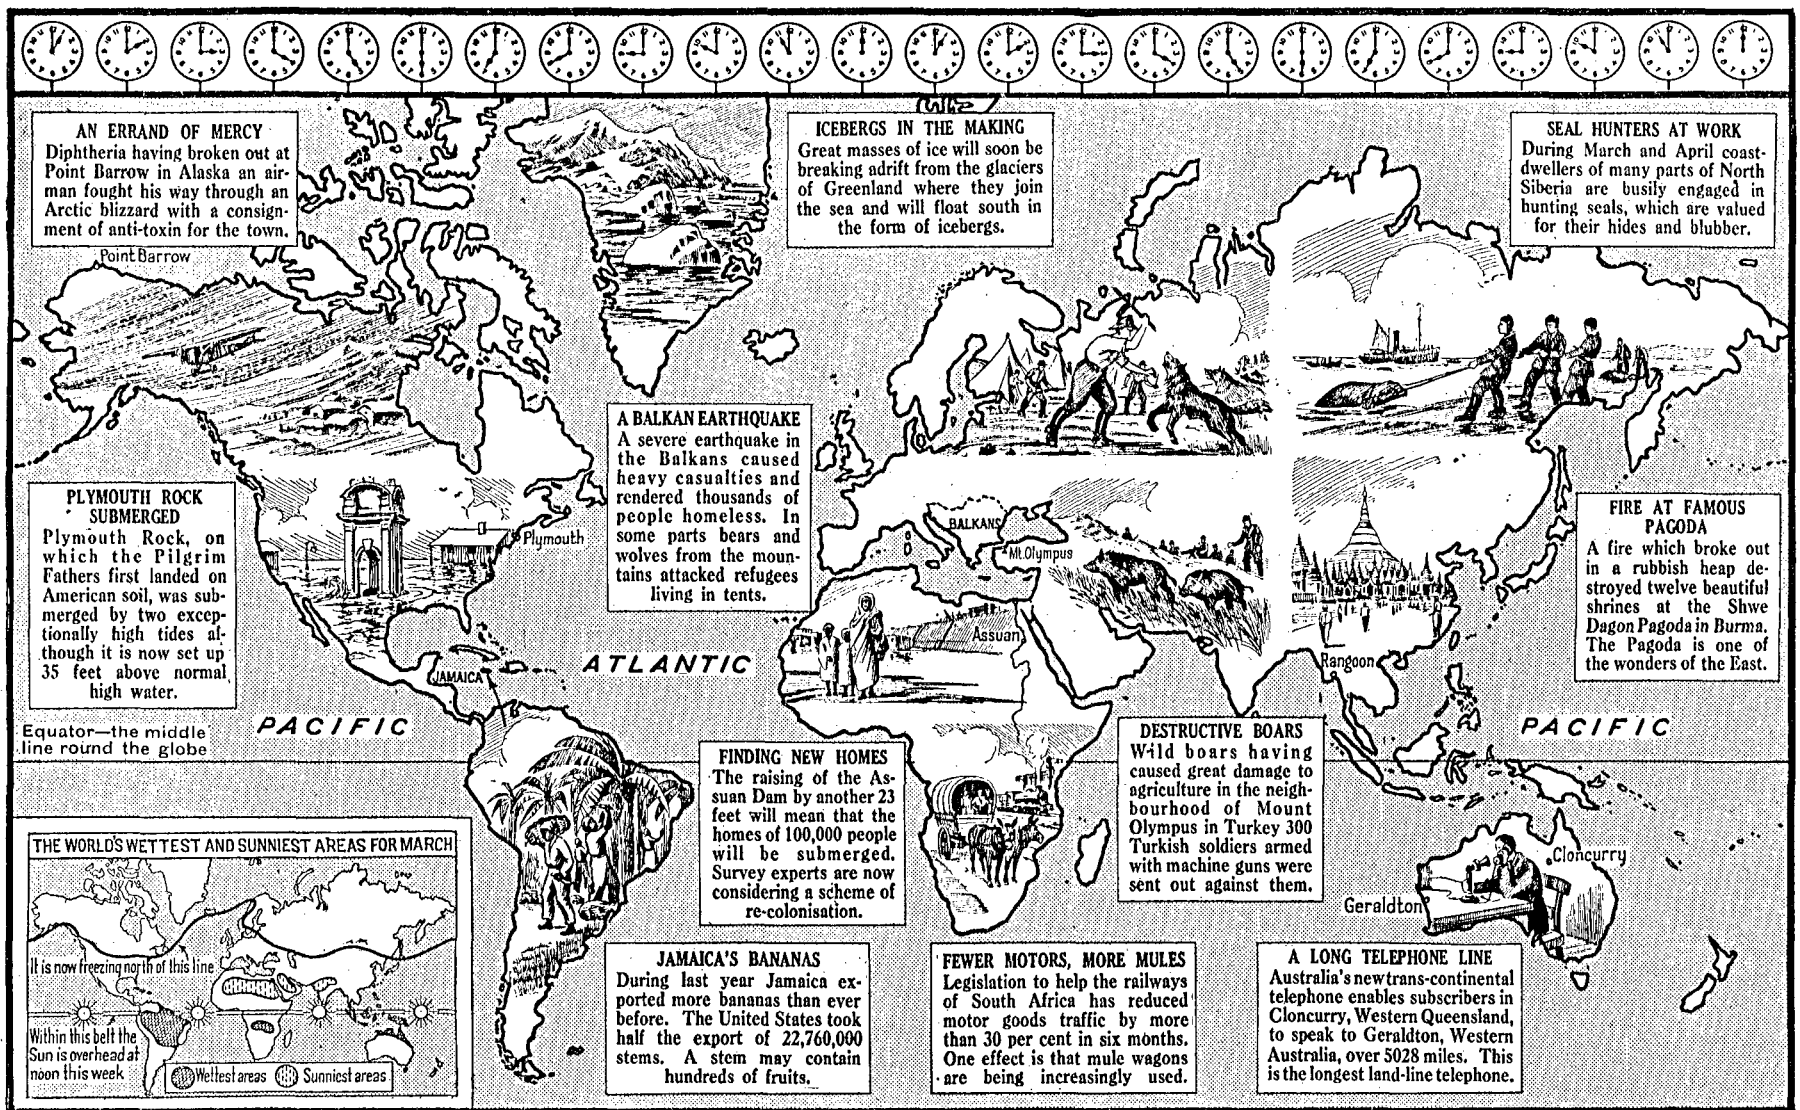 AN ERRAND OF MERCY
Diphtheria having broken out at
Point Barrow in Alaska an air-
man fought his way through an
Arctic blizzard with a consign-
ment of anti-toxin for the town.
ICEBERGS IN THE MAKING
Great masses of ice will soon be
breaking adrift from the glaciers
of Greenland where they join
the sea and will float south in
the form of icebergs.
SEAL HUNTERS AT WORK
During March and April coast-
dwellers of many parts of North
Siberia are busily engaged in
hunting seals, which are valued
for their hides and blubber.
Point Barrow
A BALKAN EARTHQUAKE
A severe earthquake in
the Balkans caused
heavy casualties and
rendered thousands of
people homeless. In
some parts bears and
wolves from the moun-
tains attacked refugees
living in tents.
PLYMOUTH ROCK
SUBMERGED
Plymouth Rock, on
which the Pilgrim
Fathers first landed on
American soil, was sub-
merged by two excep-
tionally high tides al-
though it is now set up
35 feet above normal
high water.
Plymouth
BALKANS
Mt. Olympus
FIRE AT FAMOUS
PAGODA
A fire which broke out
in a rubbish heap de-
stroyed twelve beautiful
shrines at the Shwe
Dagon Pagoda in Burma.
The Pagoda is one of
the wonders of the East.
Assuan
ATLANTIC
JAMAICA
Rangoon
PACIFIC
PACIFIC
Equator—the middle
line round the globe
FINDING NEW HOMES
The raising of the As-
suan Dam by another 23
feet will mean that the
homes of 100,000 people
will be submerged.
Survey experts are now
considering a scheme of
re-colonisation.
DESTRUCTIVE BOARS
Wild boars having
caused great damage to
agriculture in the neigh-
bourhood of Mount
Olympus in Turkey 300
Turkish soldiers armed
with machine guns were
sent out against them.
Cloncurry
Geraldton
THE WORLD'S WETTEST AND SUNNIEST AREAS FOR MARCH
It is now freezing north of this line
Within this belt the
Sun is overhead at
noon this week
Wettest areas
Sunniest areas
JAMAICA'S BANANAS
During last year Jamaica ex-
ported more bananas than ever
before. The United States took
half the export of 22,760,000
stems. A stem may contain
hundreds of fruits.
FEWER MOTORS, MORE MULES
Legislation to help the railways
of South Africa has reduced
motor goods traffic by more
than 30 per cent in six months.
One effect is that mule wagons
are being increasingly used.
A LONG TELEPHONE LINE
Australia's new trans-continental
telephone enables subscribers in
Cloncurry, Western Queensland,
to speak to Geraldton, Western
Australia, over 5028 miles. This
is the longest land-line telephone.